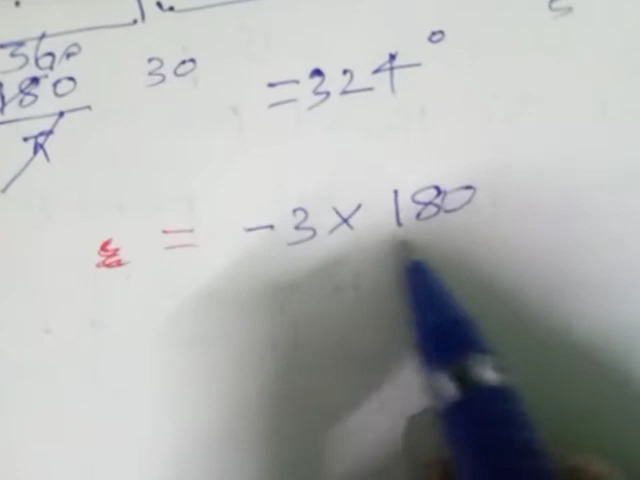 360
180 30 = 324°
π
= -3 × 180